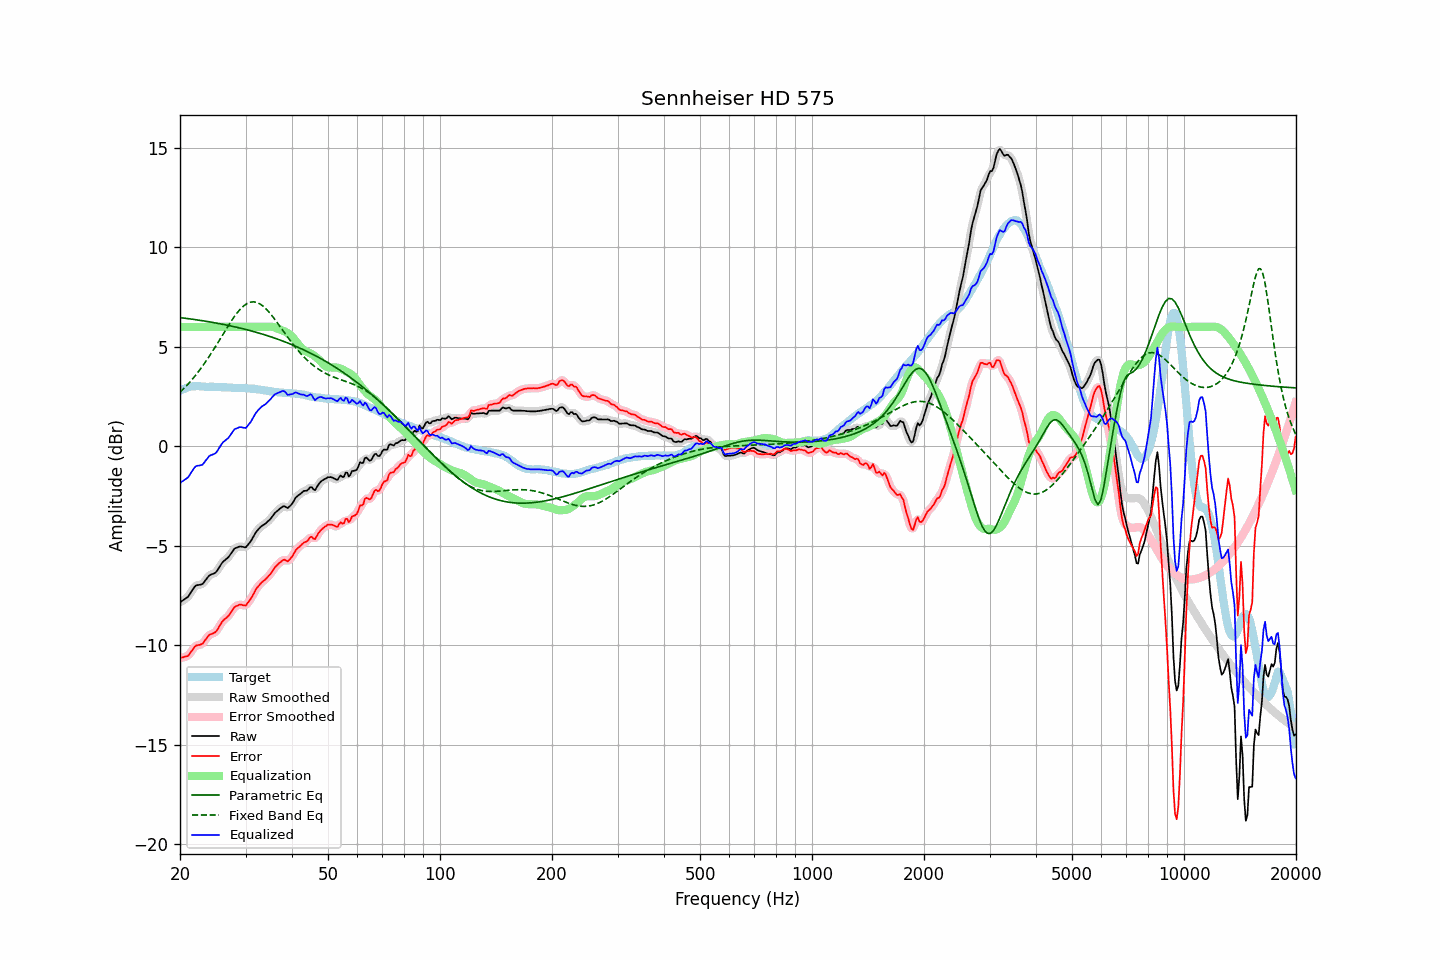 Sennheiser HD 575
Amplitude (dBr)
15
10
5
0
−5
−10
−15
−20
Target
Raw Smoothed
Error Smoothed
Raw
Error
Equalization
Parametric Eq
Fixed Band Eq
Equalized
20
50
100
200
500
1000
2000
5000
10000
20000
Frequency (Hz)